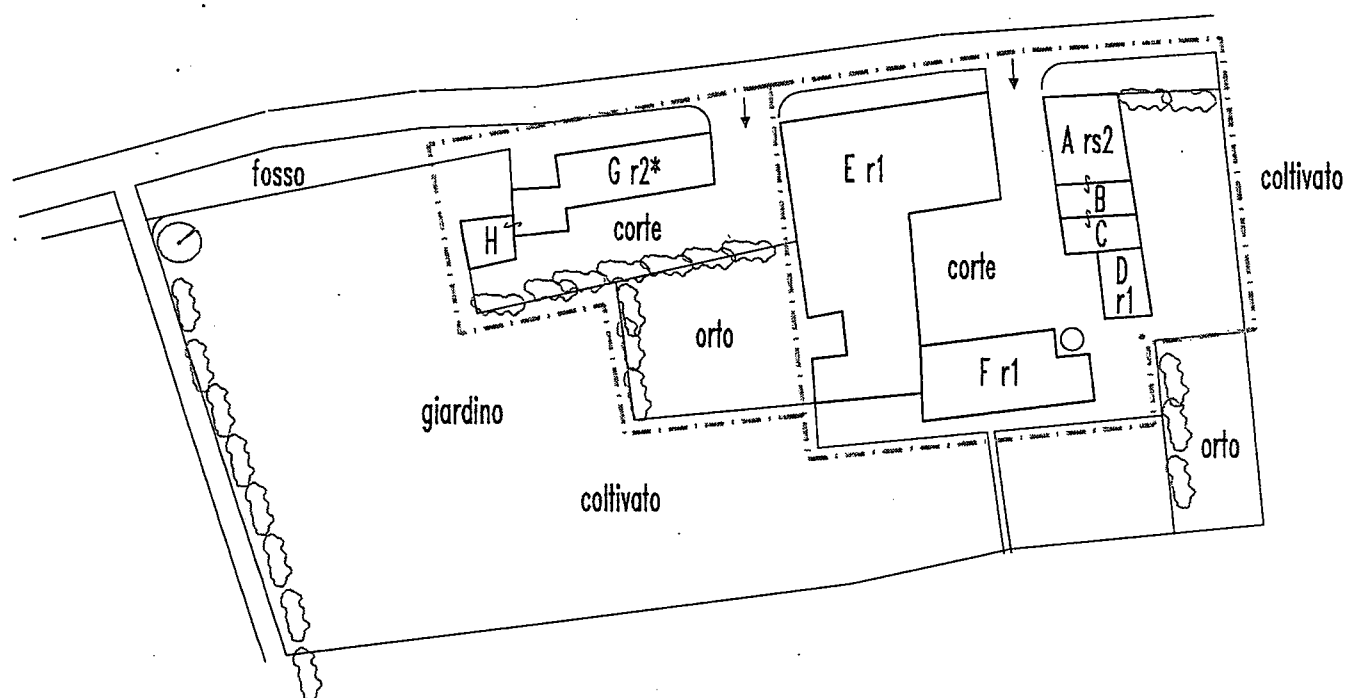 fosso
G r2*
H
corte
E r1
A rs2
B
C
D
r1
coltivato
corte
orto
F r1
giardino
orto
coltivato